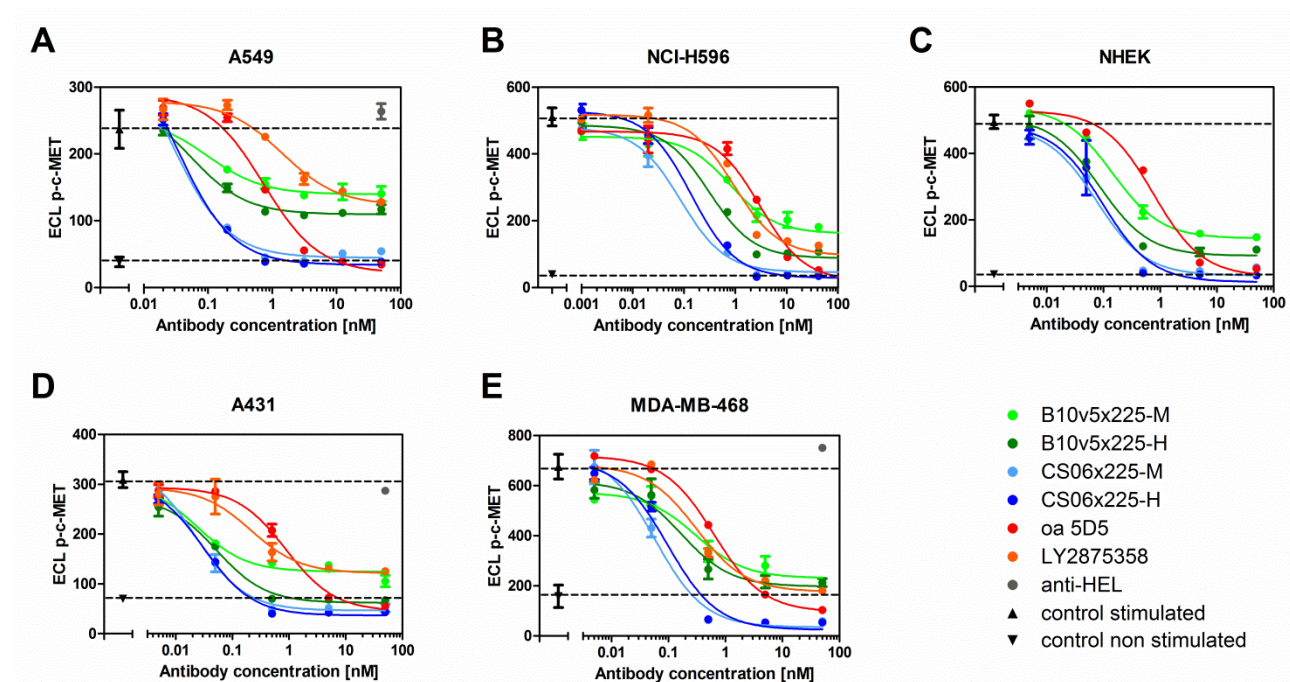 A
A549
ECL p-c-MET
300
200
100
0
0.01
0.1
1
10
100
Antibody concentration [nM]
B
NCI-H596
ECL p-c-MET
600
400
200
0
0.001
0.01
0.1
1
10
100
Antibody concentration [nM]
C
NHEK
ECL p-c-MET
600
400
200
0
0.01
0.1
1
10
100
Antibody concentration [nM]
D
A431
ECL p-c-MET
400
300
200
100
0
0.01
0.1
1
10
100
Antibody concentration [nM]
E
MDA-MB-468
ECL p-c-MET
800
600
400
200
0
0.01
0.1
1
10
100
Antibody concentration [nM]
B10v5x225-M
B10v5x225-H
CS06x225-M
CS06x225-H
oa 5D5
LY2875358
anti-HEL
control stimulated
control non stimulated